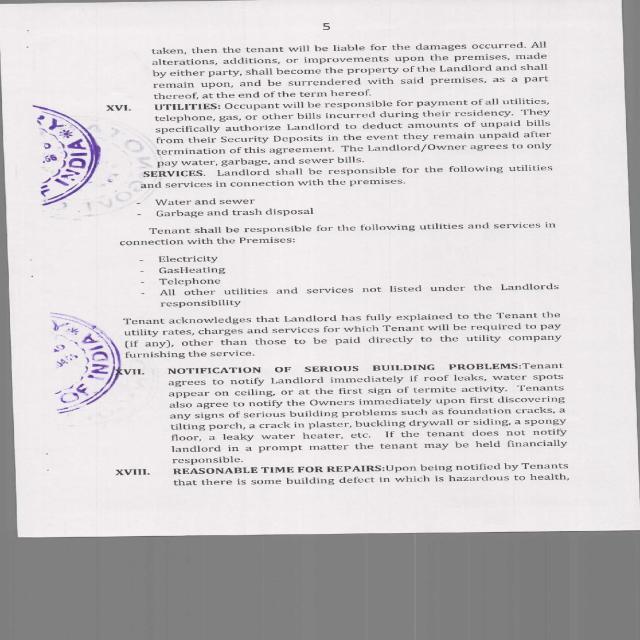 5
taken, then the tenant will be liable for the damages occurred. All
alterations, additions, or improvements upon the premises, made
by either party, shall become the property of the Landlord and shall
remain upon, and be surrendered with said premises, as a part
thereof, at the end of the term hereof.
XVI. UTILITIES: Occupant will be responsible for payment of all utilities,
telephone, gas, or other bills incurred during their residency. They
specifically authorize Landlord to deduct amounts of unpaid bills
from their Security Deposits in the event they remain unpaid after
termination of this agreement. The Landlord/Owner agrees to only
pay water, garbage, and sewer bills.
SERVICES. Landlord shall be responsible for the following utilities
and services in connection with the premises.
- Water and sewer
- Garbage and trash disposal
Tenant shall be responsible for the following utilities and services in
connection with the Premises:
- Electricity
- GasHeating
- Telephone
- All other utilities and services not listed under the Landlords
responsibility
Tenant acknowledges that Landlord has fully explained to the Tenant the
utility rates, charges and services for which Tenant will be required to pay
(if any), other than those to be paid directly to the utility company
furnishing the service.
XVII. NOTIFICATION OF SERIOUS BUILDING PROBLEMS:Tenant
agrees to notify Landlord immediately if roof leaks, water spots
appear on ceiling, or at the first sign of termite activity. Tenants
also agree to notify the Owners immediately upon first discovering
any signs of serious building problems such as foundation cracks, a
tilting porch, a crack in plaster, buckling drywall or siding, a spongy
floor, a leaky water heater, etc. If the tenant does not notify
landlord in a prompt matter the tenant may be held financially
responsible.
XVIII. REASONABLE TIME FOR REPAIRS:Upon being notified by Tenants
that there is some building defect in which is hazardous to health,
INDIA
OF INDIA